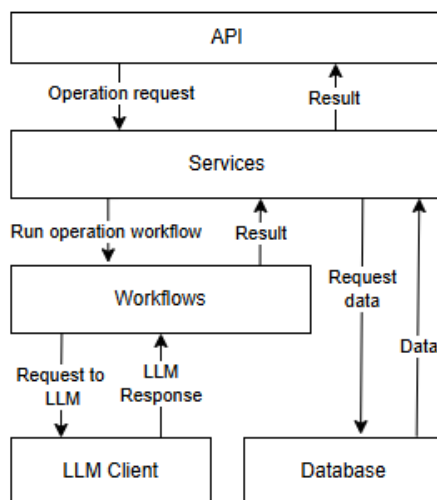 API
Operation request
Result
Services
Run operation workflow
Result
Request
data
Workflows
Data
Request to
LLM
LLM
Response
LLM Client
Database